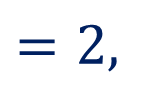 = 2,